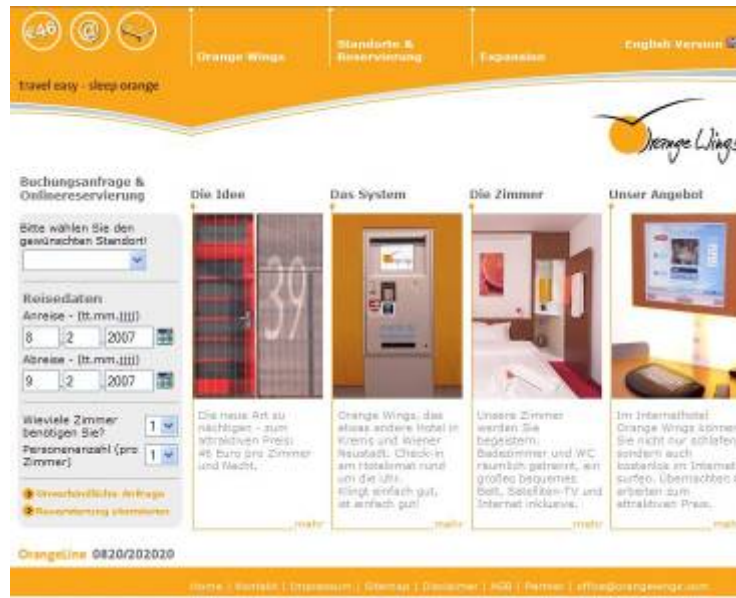 €46 @
Orange Wings
Standorte &
Reservierung
Expansion
English Version
travel easy - sleep orange
Orange Wings
Buchungsanfrage &
Onlinereservierung
Bitte wählen Sie den
gewünschten Standort!
Reisedaten
Anreise - (tt.mm.jjjj)
8 .2 .2007
Abreise - (tt.mm.jjjj)
9 .2 .2007
Wieviele Zimmer
benötigen Sie? 1
Personenanzahl (pro
Zimmer) 1
Unverbindliche Anfrage
Reservierung stornieren
OrangeLine 0820/202020
Die Idee
39
Die neue Art zu
nächtigen - zum
attraktiven Preis:
46 Euro pro Zimmer
und Nacht.
mehr
Das System
Orange Wings, das
etwas andere Hotel in
Krems und Wiener
Neustadt. Check-in
am Hotelomat rund
um die Uhr.
Klingt einfach gut,
ist einfach gut!
mehr
Die Zimmer
Unsere Zimmer
werden Sie
begeistern.
Badezimmer und WC
räumlich getrennt, ein
großes bequemes
Bett, Satelliten-TV und
Internet inklusive.
mehr
Unser Angebot
Im Internethotel
Orange Wings können
Sie nicht nur schlafen,
sondern auch
kostenlos im Internet
surfen. Übernachten &
arbeiten zum
attraktiven Preis.
mehr
Home | Kontakt | Impressum | Sitemap | Disclaimer | AGB | Partner | office@orangewings.com